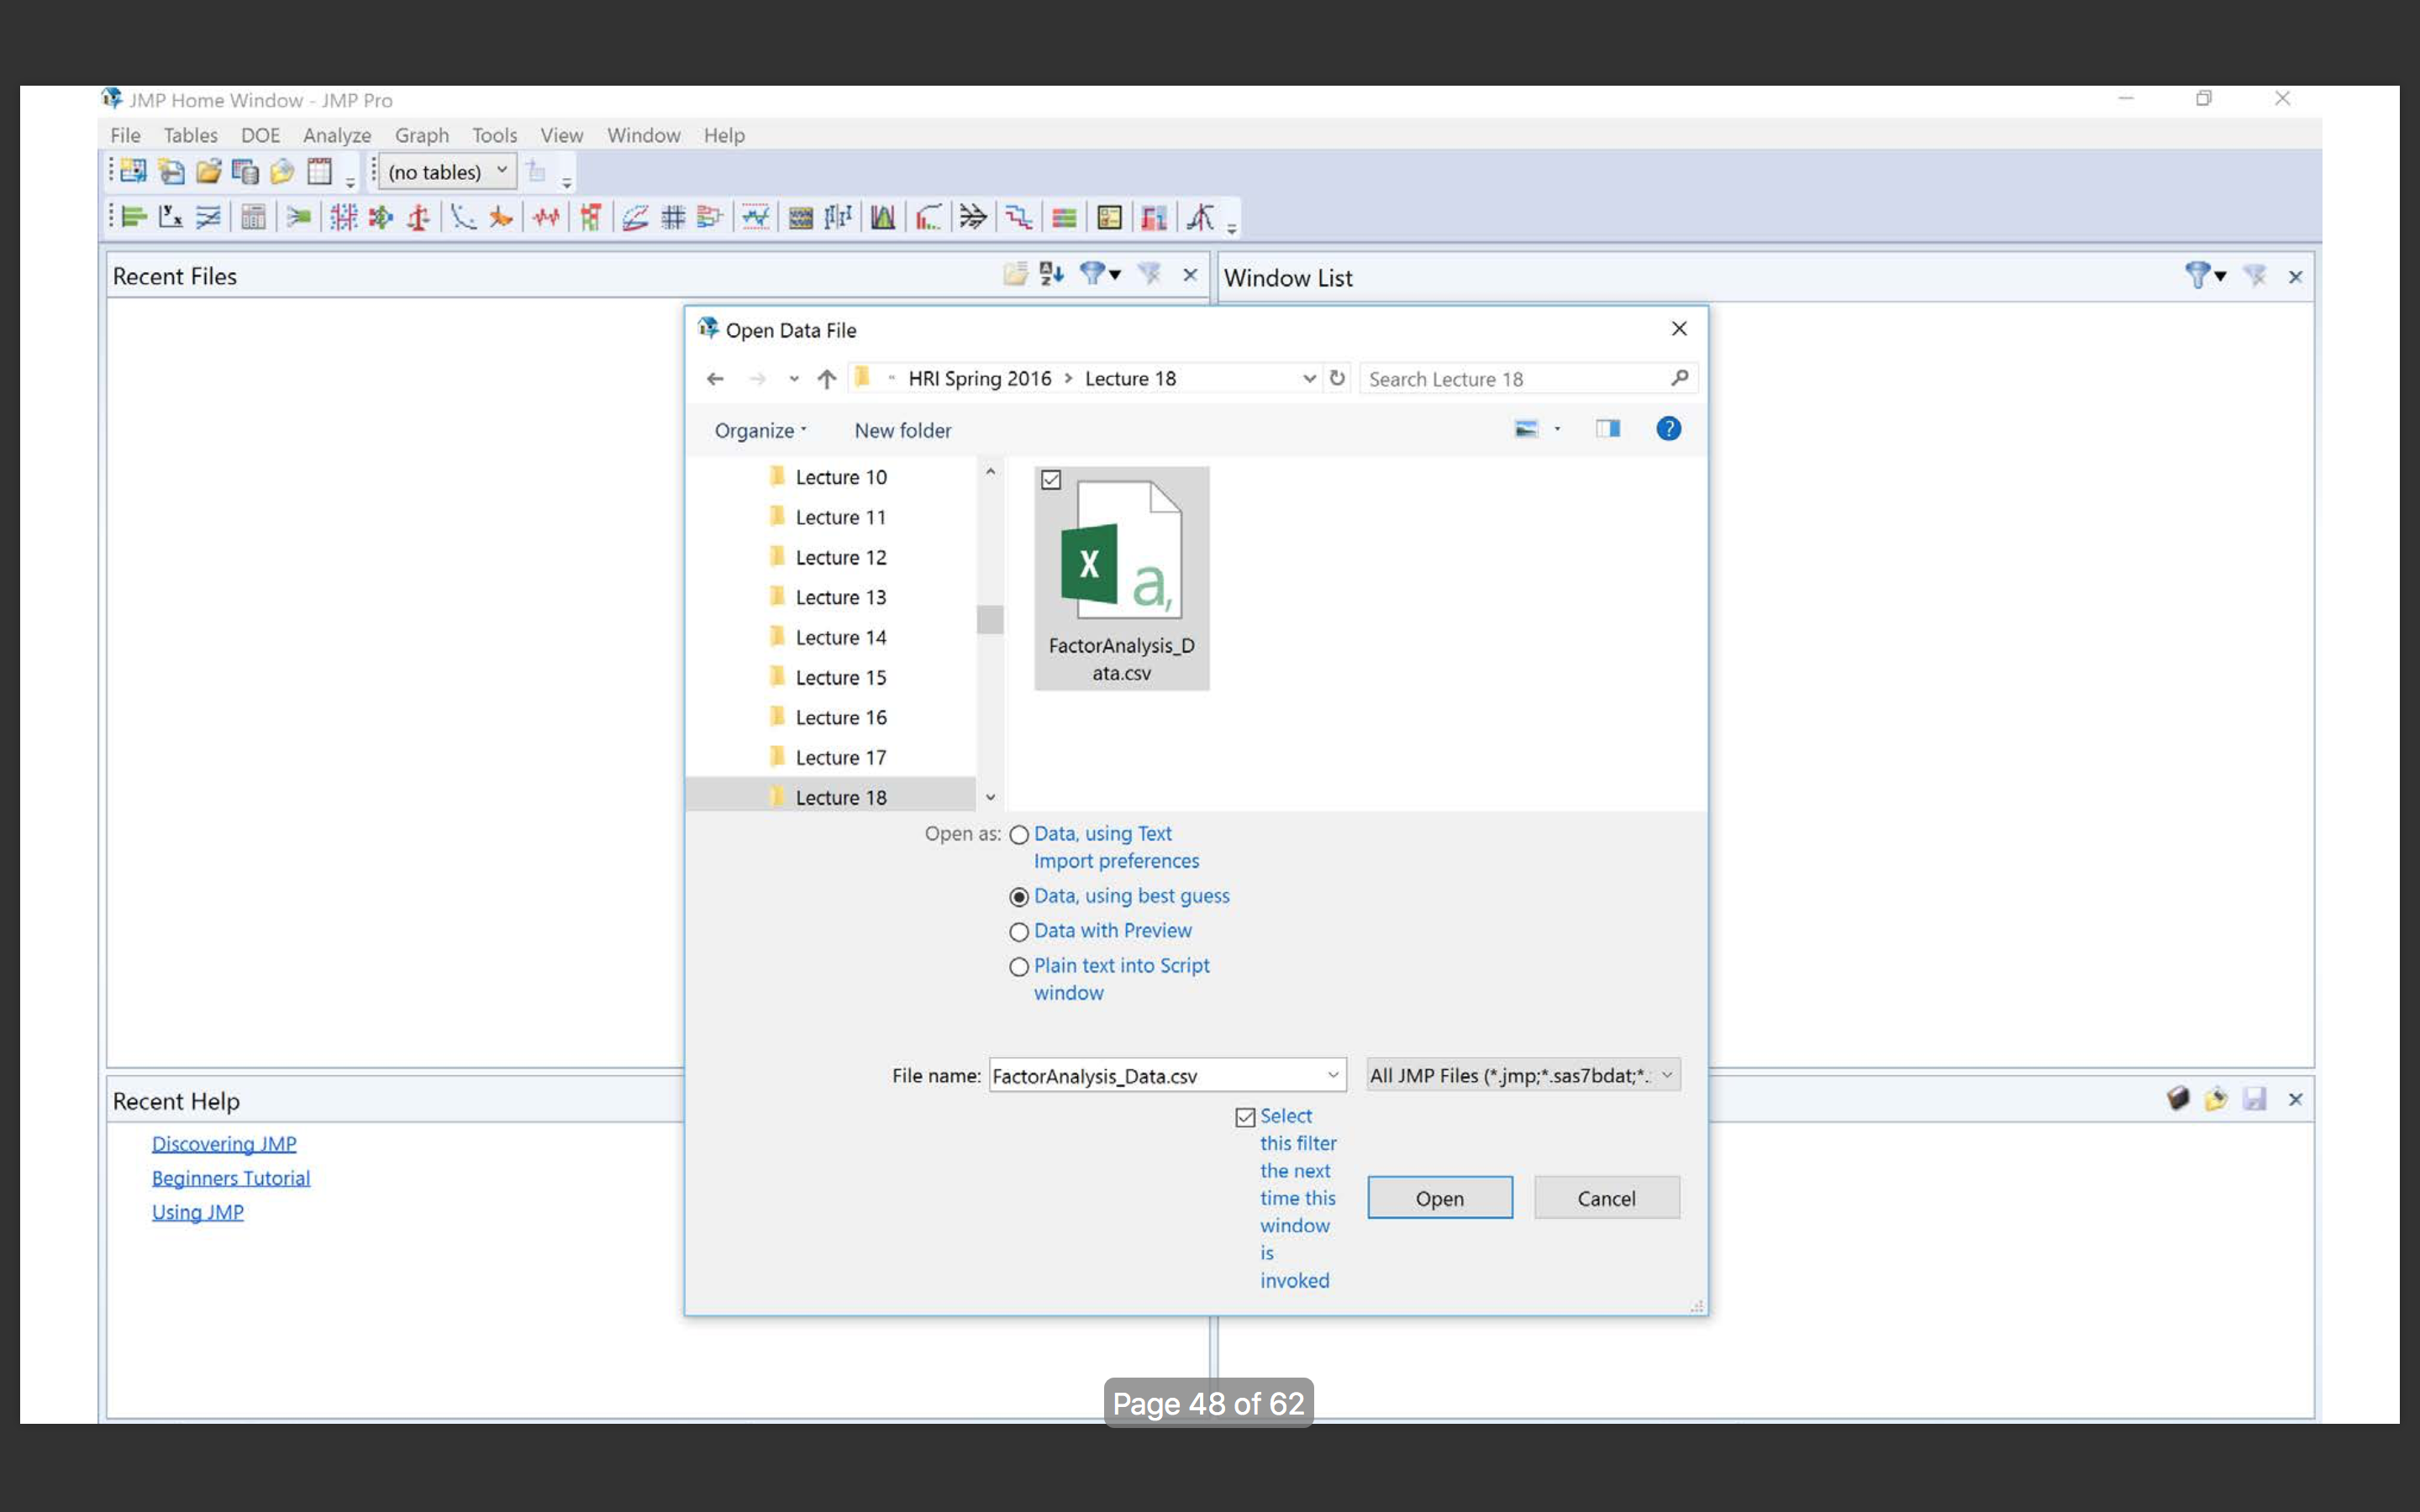 JMP Home Window - JMP Pro
File Tables DOE Analyze Graph Tools View Window Help
(no tables)
Recent Files
Window List
Open Data File
« HRI Spring 2016 > Lecture 18
Search Lecture 18
Organize
New folder
Lecture 10
Lecture 11
Lecture 12
Lecture 13
Lecture 14
Lecture 15
Lecture 16
Lecture 17
Lecture 18
X a,
FactorAnalysis_D
ata.csv
Open as:
Data, using Text
Import preferences
Data, using best guess
Data with Preview
Plain text into Script
window
File name: FactorAnalysis_Data.csv
All JMP Files (*.jmp;*.sas7bdat;*.
Select
this filter
the next
time this
window
is
invoked
Open
Cancel
Recent Help
Discovering JMP
Beginners Tutorial
Using JMP
Page 48 of 62